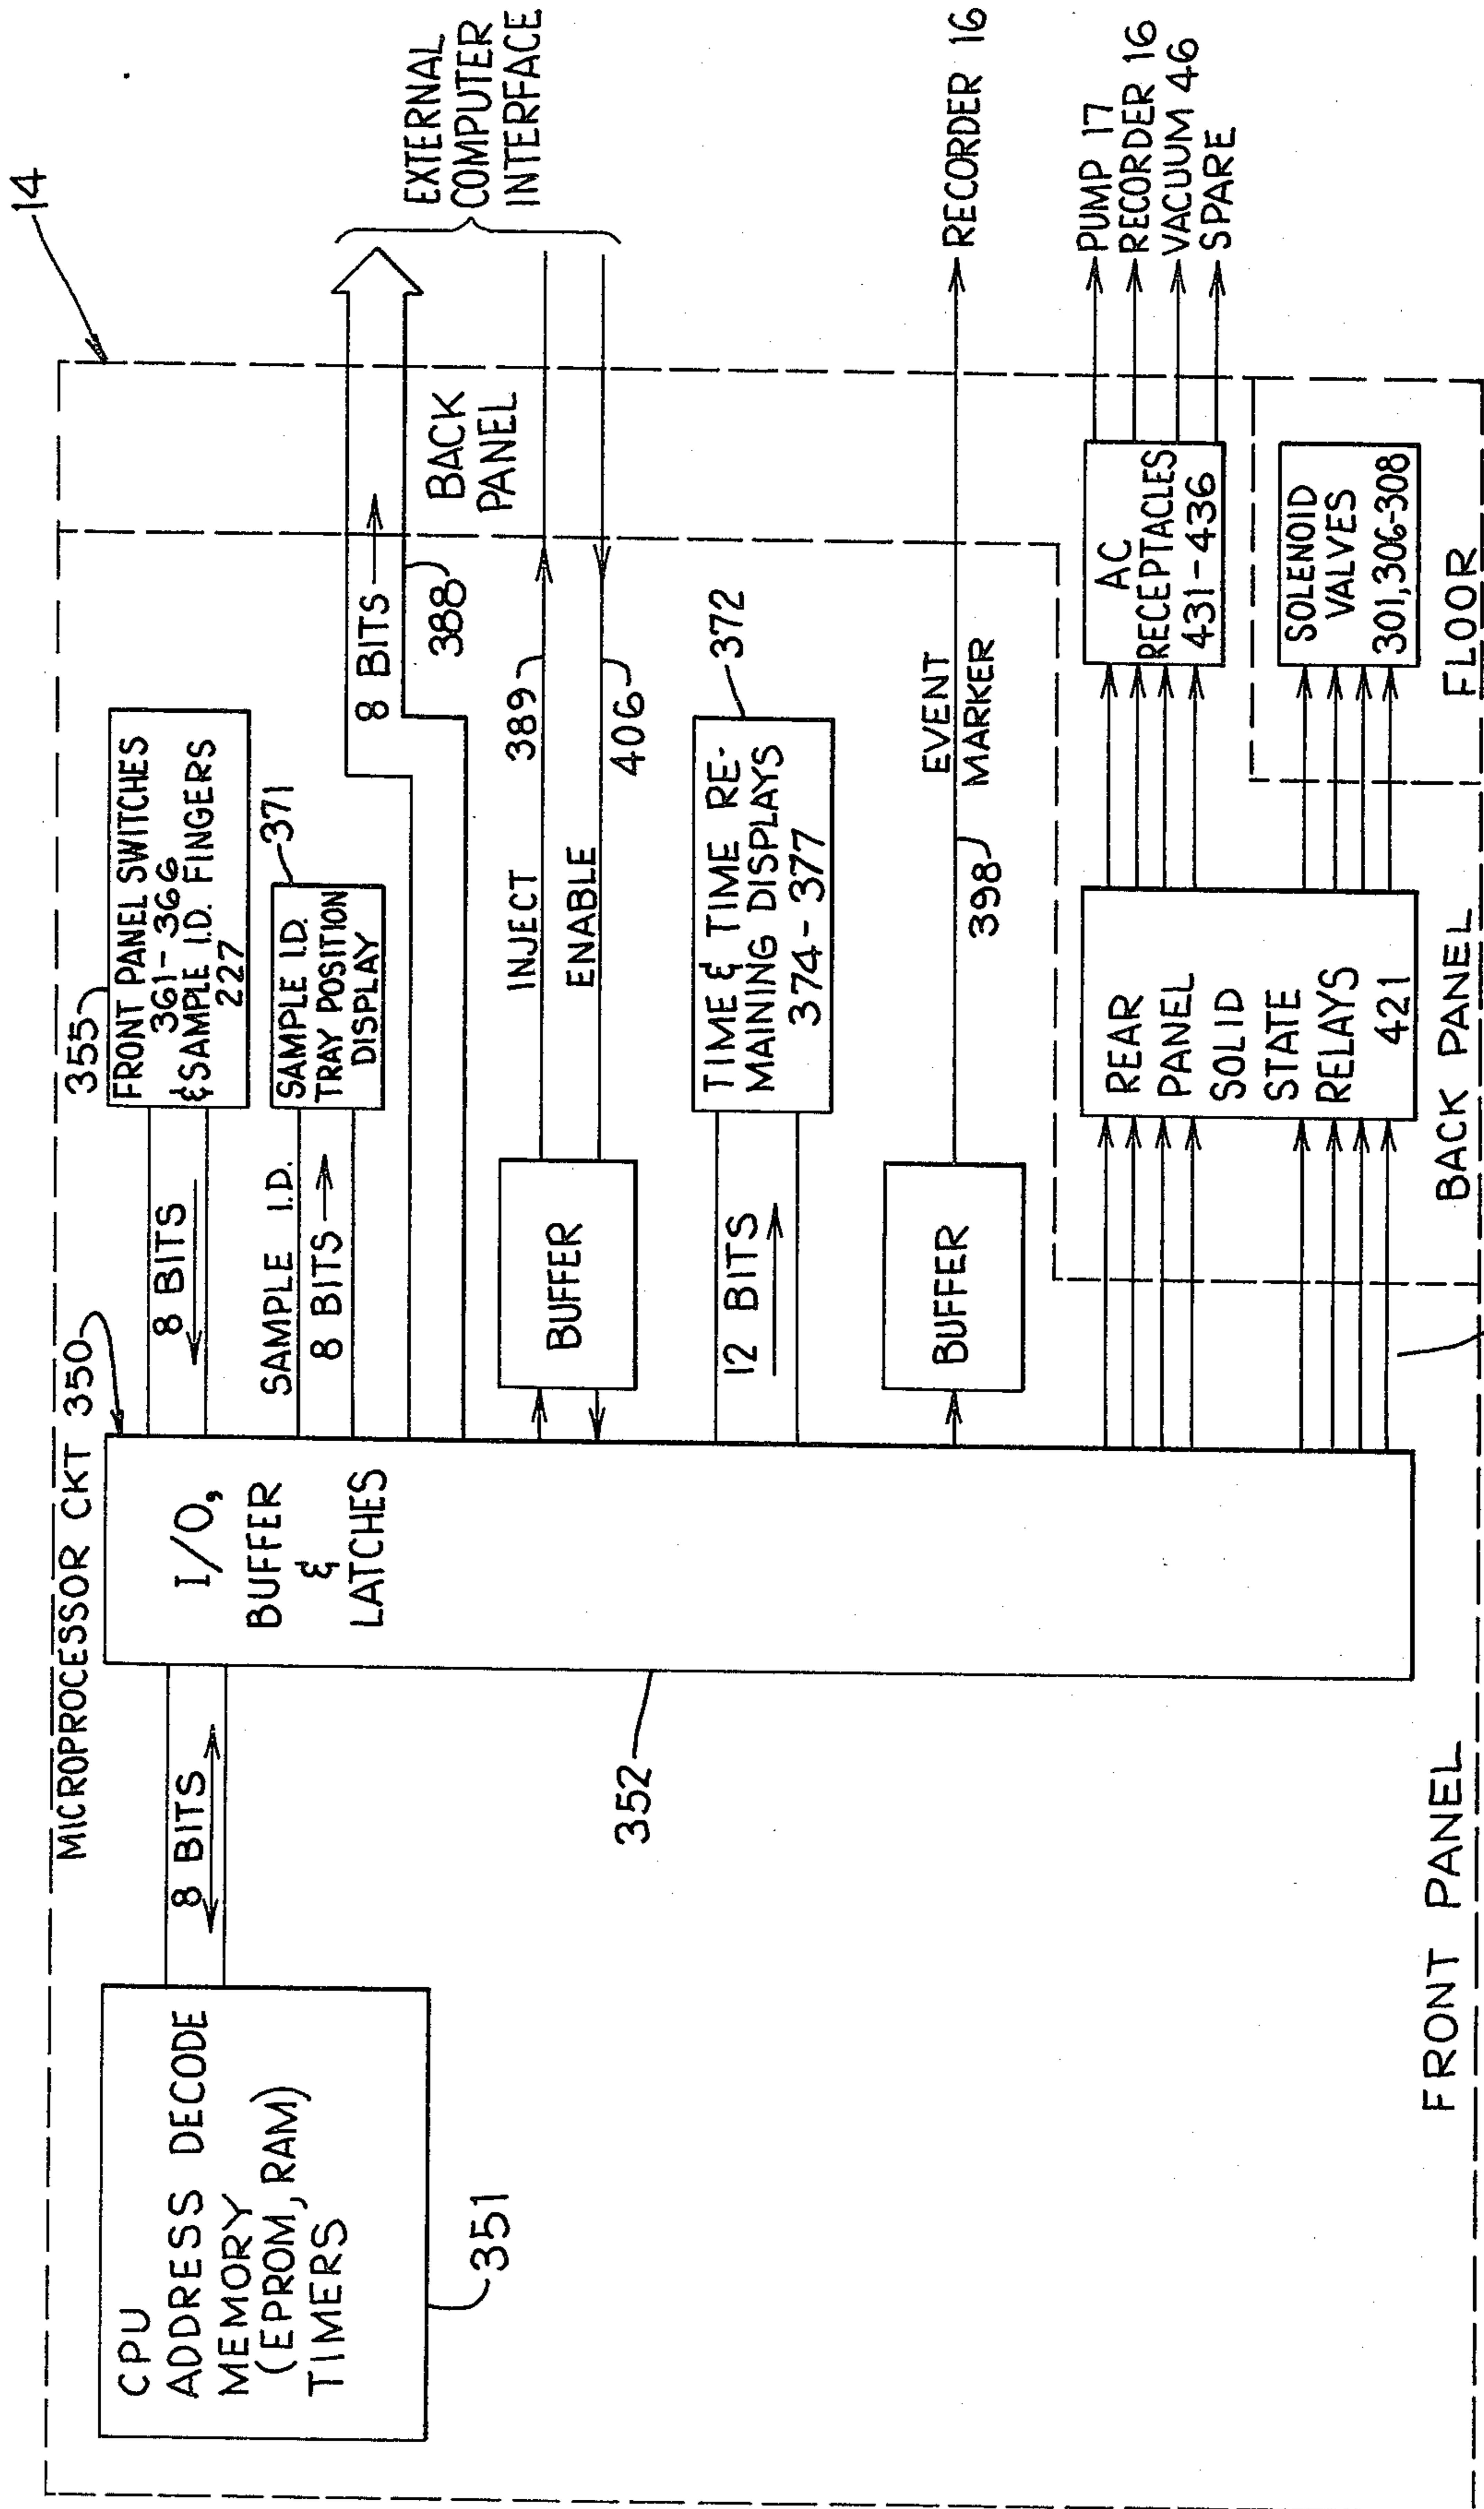 14
MICROPROCESSOR CKT 350
CPU
ADDRESS DECODE
MEMORY
(EPROM, RAM)
TIMERS
351
8 BITS
I/O,
BUFFER
&
LATCHES
352
355
FRONT PANEL SWITCHES
361-366
& SAMPLE I.D. FINGERS
227
8 BITS
SAMPLE I.D.
8 BITS
SAMPLE I.D.
TRAY POSITION
DISPLAY
371
8 BITS
388
BACK
PANEL
EXTERNAL
COMPUTER
INTERFACE
BUFFER
INJECT
389
ENABLE
406
12 BITS
TIME & TIME RE-
MAINING DISPLAYS
374-377
372
BUFFER
EVENT
MARKER
398
RECORDER 16
REAR
PANEL
SOLID
STATE
RELAYS
421
AC
RECEPTACLES
431-436
PUMP 17
RECORDER 16
VACUUM 46
SPARE
SOLENOID
VALVES
301,306-308
FRONT PANEL
BACK PANEL
FLOOR